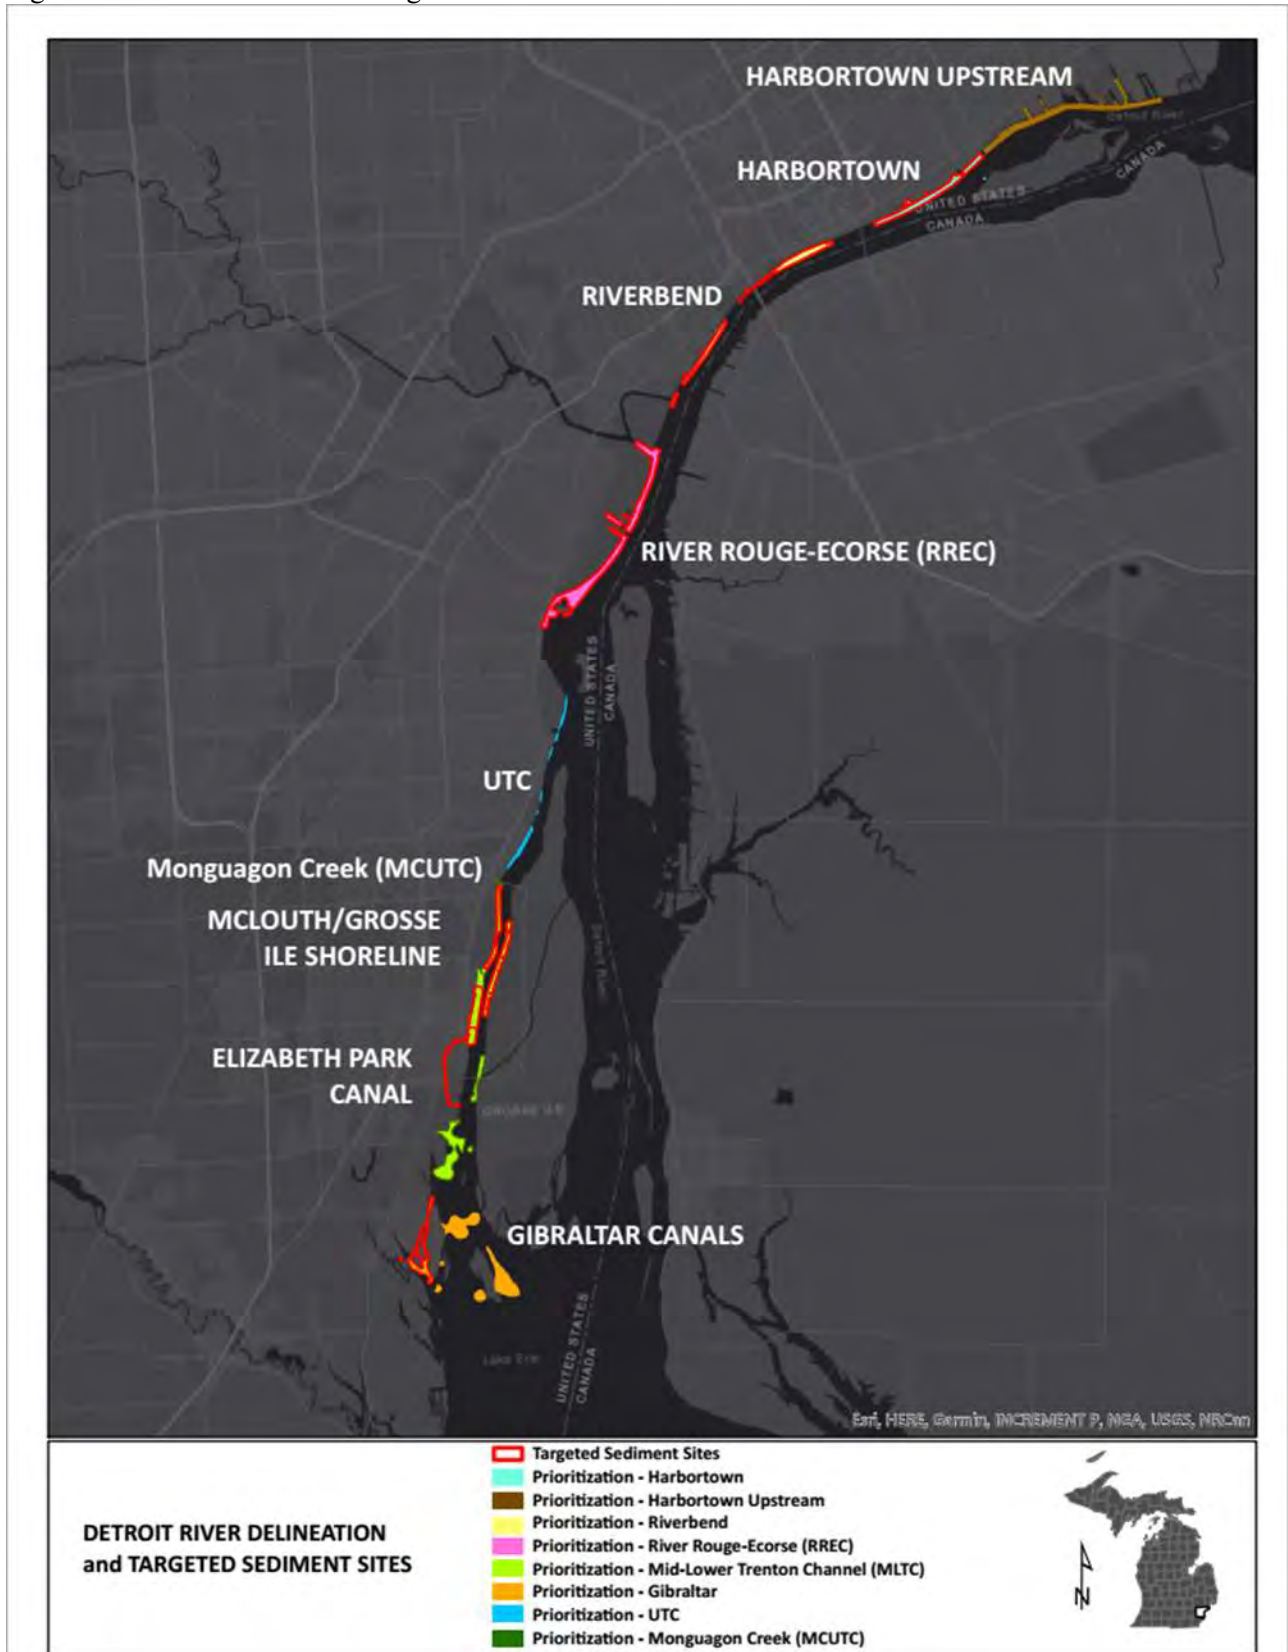 HARBORTOWN UPSTREAM
Detroit River
CANADA
HARBORTOWN
UNITED STATES
CANADA
RIVERBEND
RIVER ROUGE-ECORSE (RREC)
UNITED STATES
CANADA
UTC
Monguagon Creek (MCUTC)
MCLOUTH/GROSSE
ILE SHORELINE
ELIZABETH PARK
CANAL
GROSSE ILE
GIBRALTAR CANALS
UNITED STATES
CANADA
Lake Erie
Esri, HERE, Garmin, INCREMENT P, NGA, USGS, NRCan
DETROIT RIVER DELINEATION
and TARGETED SEDIMENT SITES
Targeted Sediment Sites
Prioritization - Harbortown
Prioritization - Harbortown Upstream
Prioritization - Riverbend
Prioritization - River Rouge-Ecorse (RREC)
Prioritization - Mid-Lower Trenton Channel (MLTC)
Prioritization - Gibraltar
Prioritization - UTC
Prioritization - Monguagon Creek (MCUTC)
N